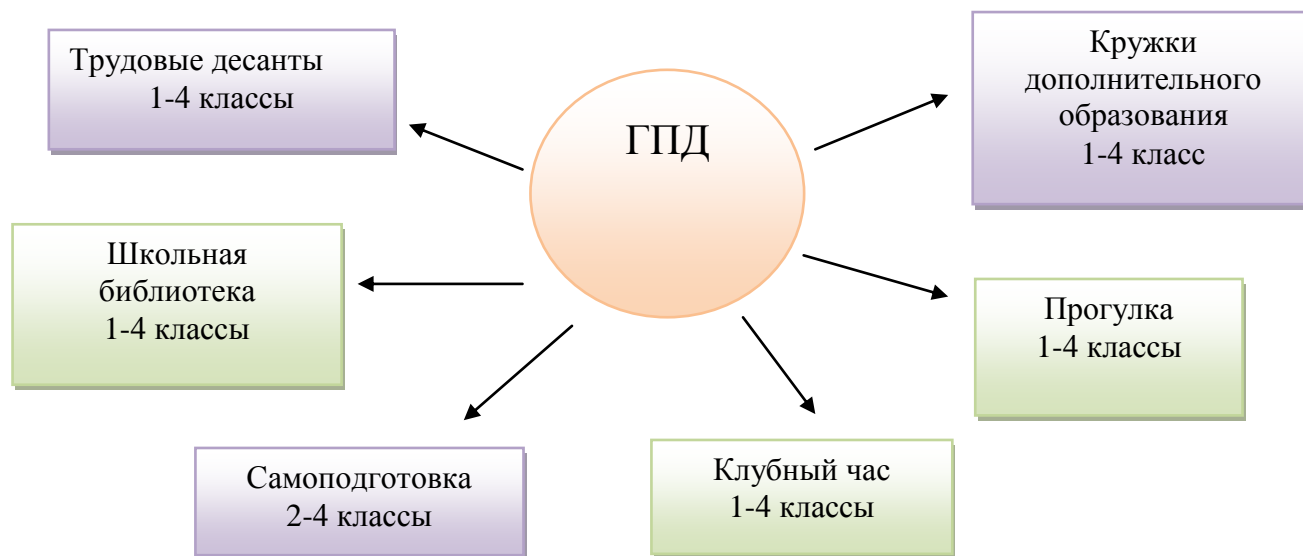 Трудовые десанты
1-4 классы
ГПД
Кружки
дополнительного
образования
1-4 класс
Школьная
библиотека
1-4 классы
Прогулка
1-4 классы
Самоподготовка
2-4 классы
Клубный час
1-4 классы